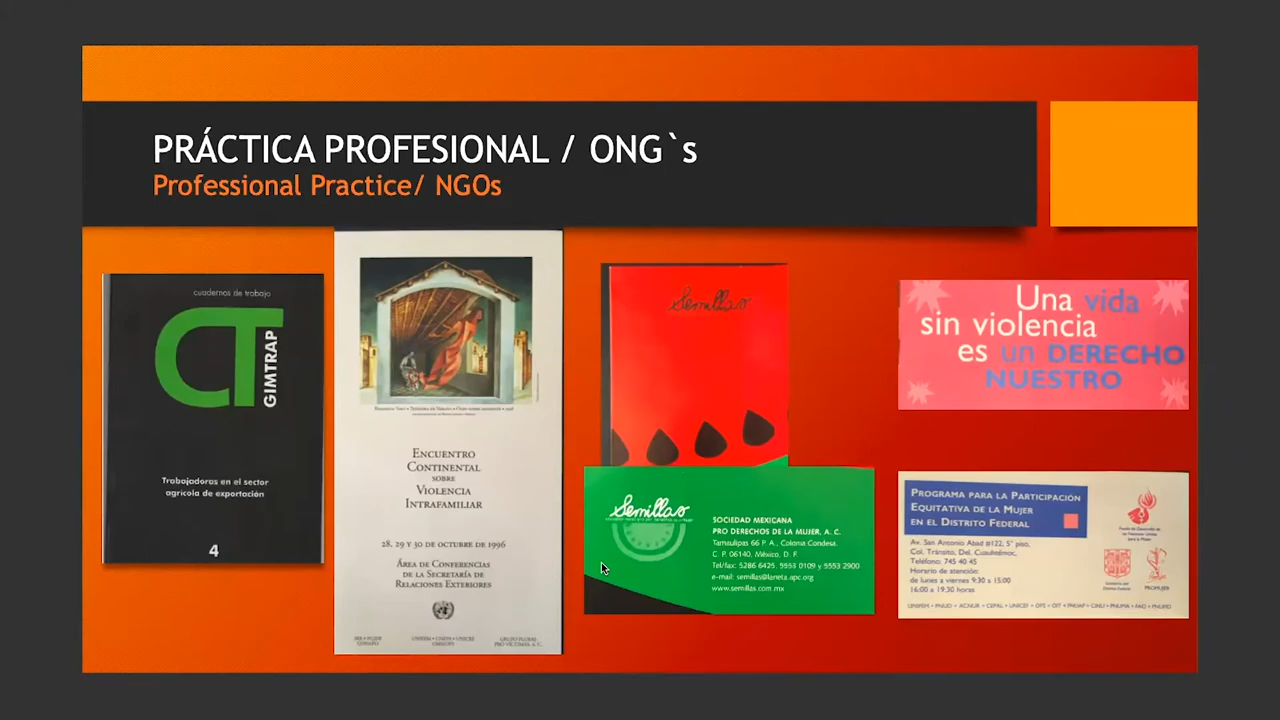 PRÁCTICA PROFESIONAL / ONG`s
Professional Practice/ NGOs
cuadernos de trabajo
CT
GIMTRAP
Trabajadoras en el sector
agrícola de exportación
4
ENCUENTRO
CONTINENTAL
SOBRE
VIOLENCIA
INTRAFAMILIAR
28, 29 Y 30 DE OCTUBRE DE 1996
ÁREA DE CONFERENCIAS
DE LA SECRETARÍA DE
RELACIONES EXTERIORES
Semillas
Semillas
SOCIEDAD MEXICANA
PRO DERECHOS DE LA MUJER, A. C.
Tamaulipas 66 P. A., Colonia Condesa.
C. P. 06140, México, D. F.
Tel/fax: 5286 6425, 5553 0109 y 5553 2900
e-mail: semillas@laneta.apc.org
www.semillas.com.mx
Una vida
sin violencia
es un DERECHO
NUESTRO
PROGRAMA PARA LA PARTICIPACIÓN
EQUITATIVA DE LA MUJER
EN EL DISTRITO FEDERAL
Av. San Antonio Abad #122, 5° piso,
Col. Tránsito, Del. Cuauhtémoc,
Teléfono: 745 40 45
Horario de atención:
de lunes a viernes 9:30 a 15:00
16:00 a 19:30 horas
PROMUJER